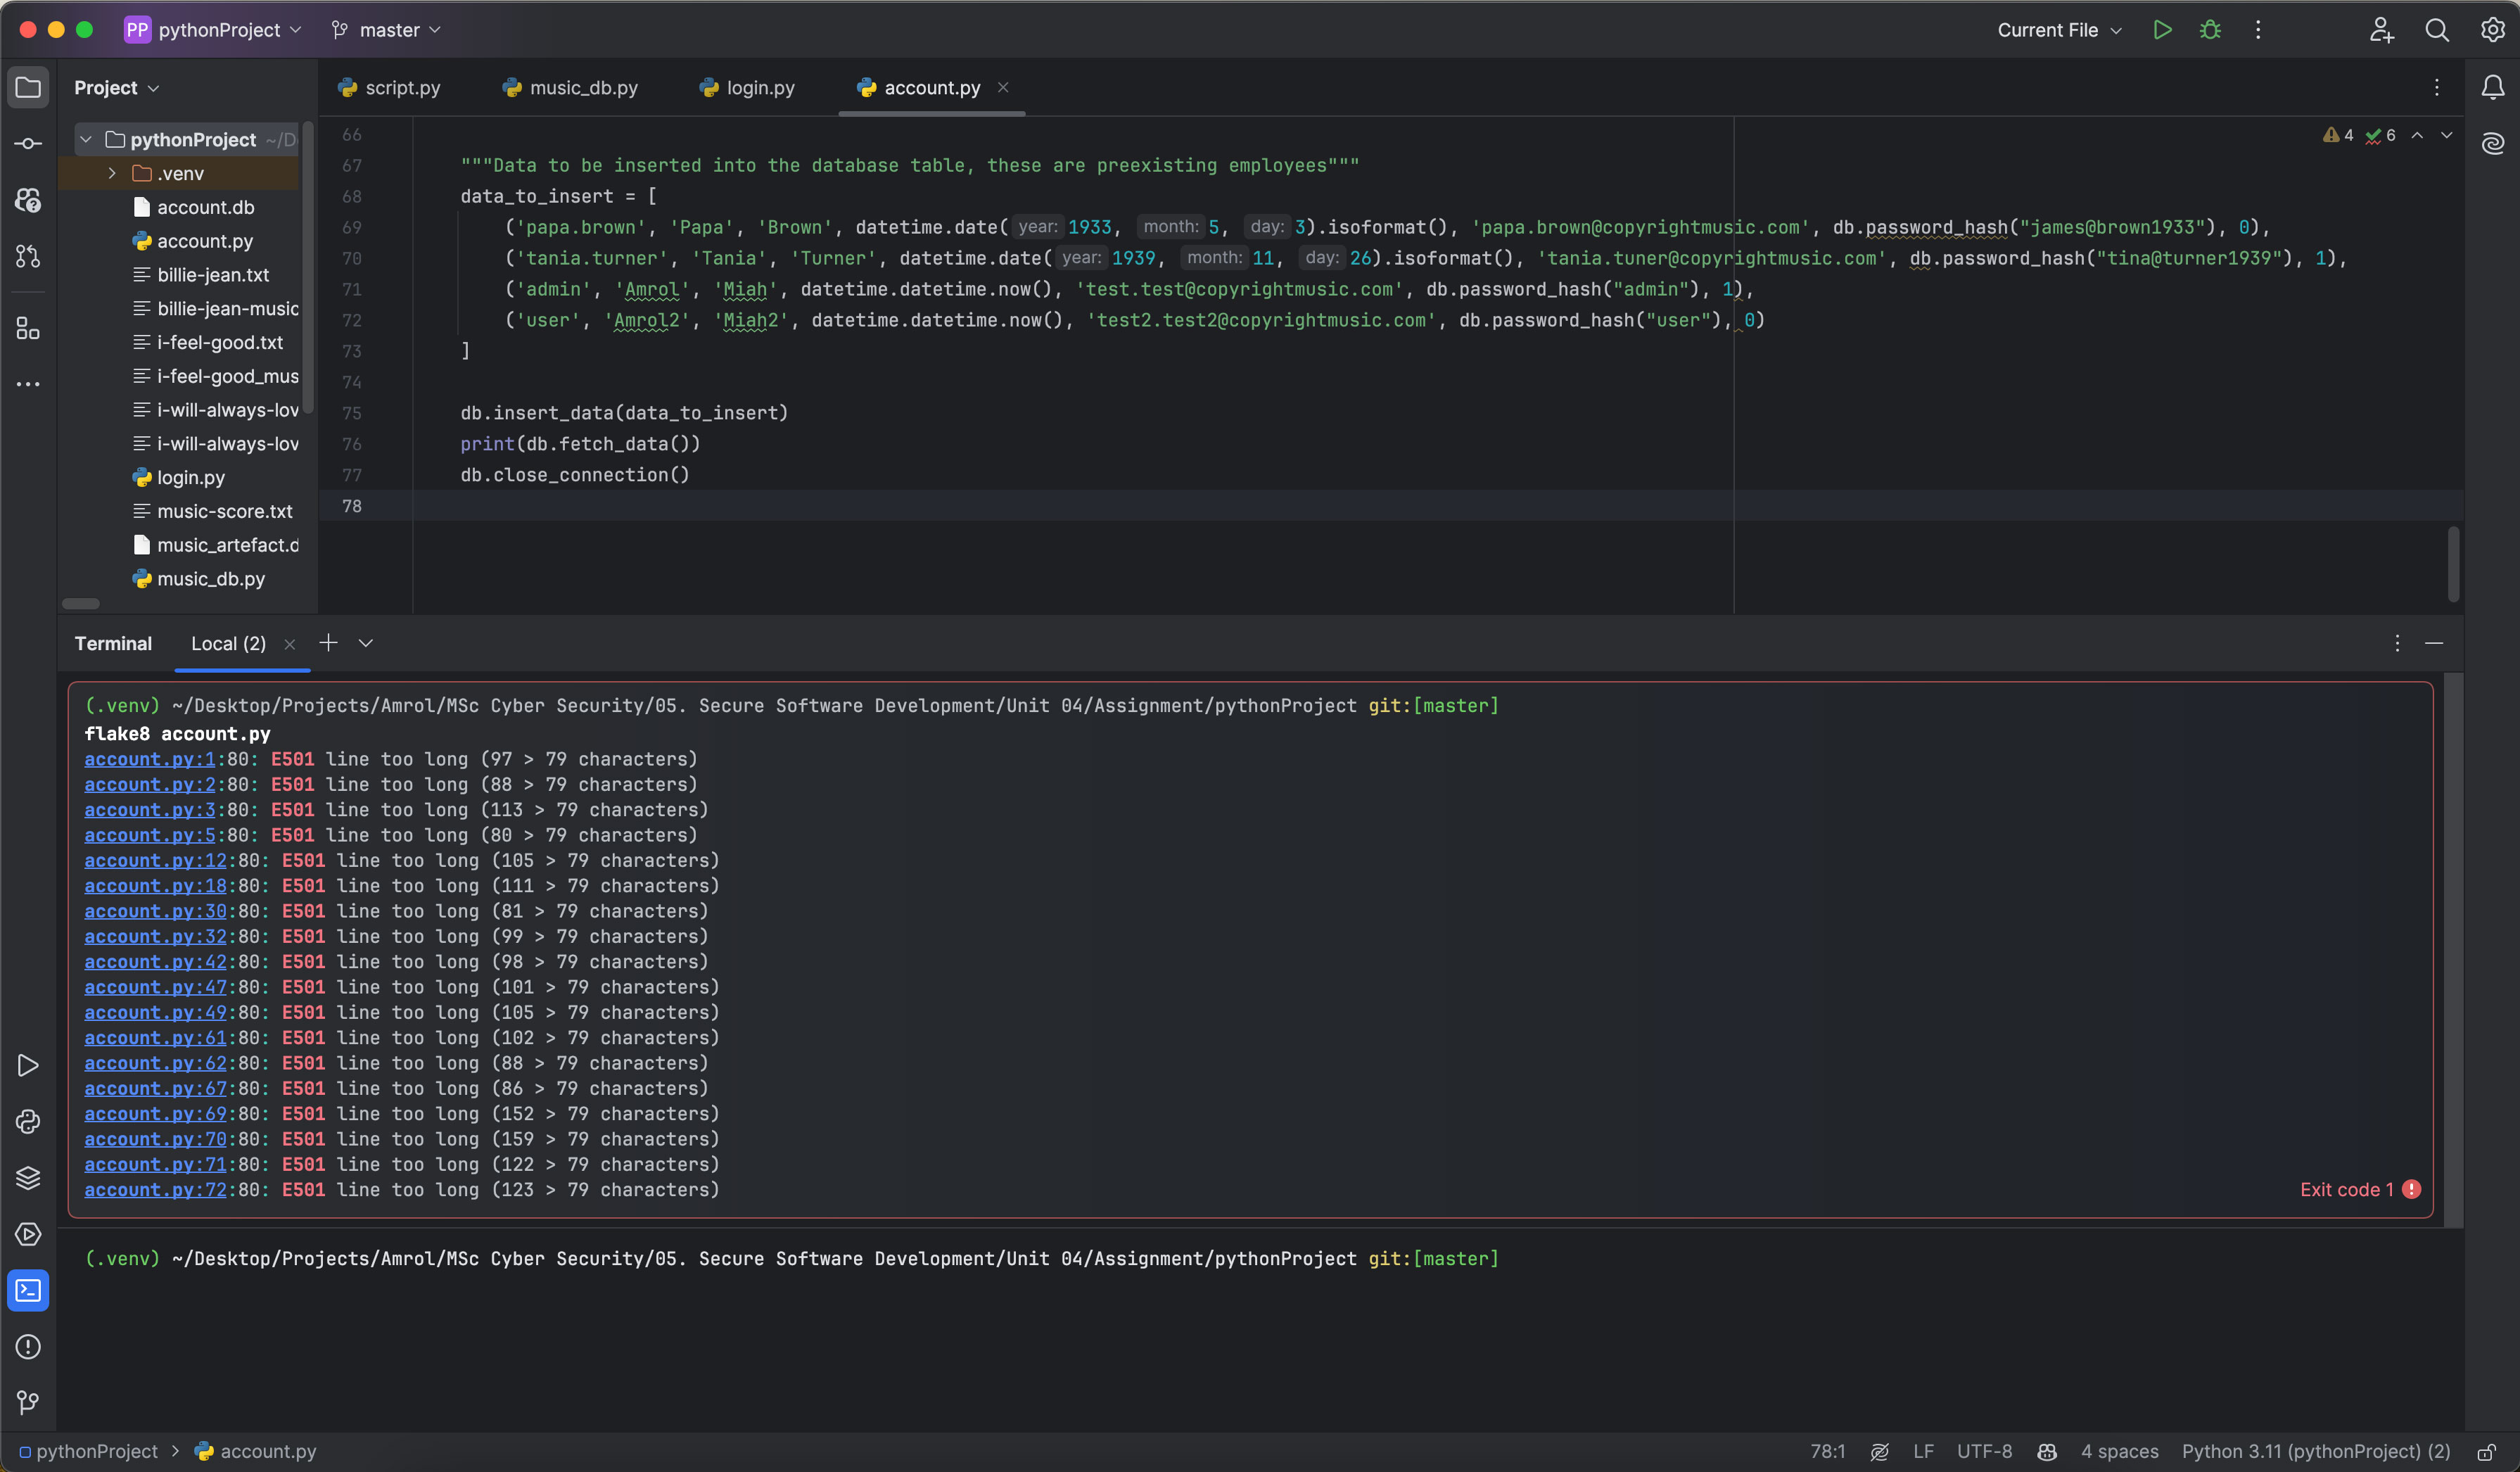 PP pythonProject master Current File
Project script.py music_db.py login.py account.py
pythonProject ~/D
.venv
account.db
account.py
billie-jean.txt
billie-jean-music
i-feel-good.txt
i-feel-good_mus
i-will-always-lov
i-will-always-lov
login.py
music-score.txt
music_artefact.d
music_db.py
4 6
66
67 """Data to be inserted into the database table, these are preexisting employees"""
68 data_to_insert = [
69 ('papa.brown', 'Papa', 'Brown', datetime.date( year: 1933, month: 5, day: 3).isoformat(), 'papa.brown@copyrightmusic.com', db.password_hash("james@brown1933"), 0),
70 ('tania.turner', 'Tania', 'Turner', datetime.date( year: 1939, month: 11, day: 26).isoformat(), 'tania.tuner@copyrightmusic.com', db.password_hash("tina@turner1939"), 1),
71 ('admin', 'Amrol', 'Miah', datetime.datetime.now(), 'test.test@copyrightmusic.com', db.password_hash("admin"), 1),
72 ('user', 'Amrol2', 'Miah2', datetime.datetime.now(), 'test2.test2@copyrightmusic.com', db.password_hash("user"), 0)
73 ]
74
75 db.insert_data(data_to_insert)
76 print(db.fetch_data())
77 db.close_connection()
78
Terminal Local (2)
(.venv) ~/Desktop/Projects/Amrol/MSc Cyber Security/05. Secure Software Development/Unit 04/Assignment/pythonProject git:[master]
flake8 account.py
account.py:1:80: E501 line too long (97 > 79 characters)
account.py:2:80: E501 line too long (88 > 79 characters)
account.py:3:80: E501 line too long (113 > 79 characters)
account.py:5:80: E501 line too long (80 > 79 characters)
account.py:12:80: E501 line too long (105 > 79 characters)
account.py:18:80: E501 line too long (111 > 79 characters)
account.py:30:80: E501 line too long (81 > 79 characters)
account.py:32:80: E501 line too long (99 > 79 characters)
account.py:42:80: E501 line too long (98 > 79 characters)
account.py:47:80: E501 line too long (101 > 79 characters)
account.py:49:80: E501 line too long (105 > 79 characters)
account.py:61:80: E501 line too long (102 > 79 characters)
account.py:62:80: E501 line too long (88 > 79 characters)
account.py:67:80: E501 line too long (86 > 79 characters)
account.py:69:80: E501 line too long (152 > 79 characters)
account.py:70:80: E501 line too long (159 > 79 characters)
account.py:71:80: E501 line too long (122 > 79 characters)
account.py:72:80: E501 line too long (123 > 79 characters)
Exit code 1
(.venv) ~/Desktop/Projects/Amrol/MSc Cyber Security/05. Secure Software Development/Unit 04/Assignment/pythonProject git:[master]
pythonProject > account.py 78:1 LF UTF-8 4 spaces Python 3.11 (pythonProject) (2)